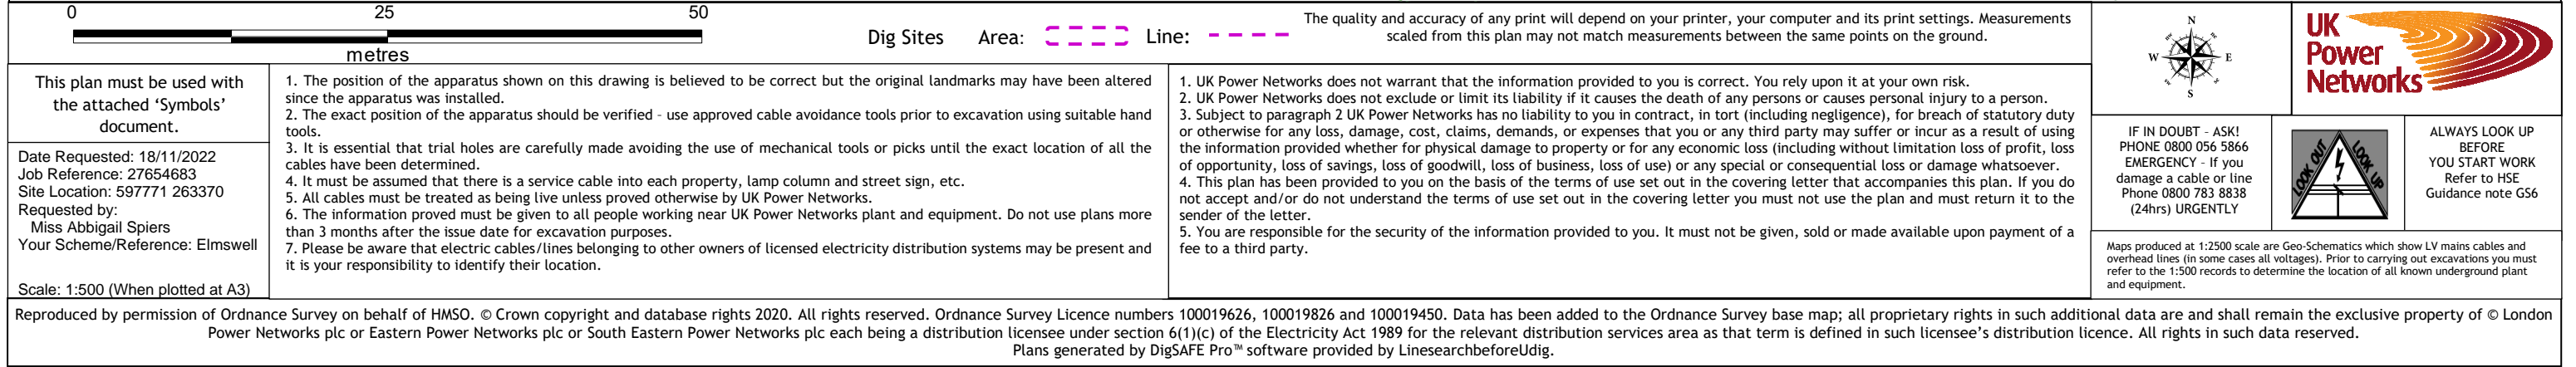 0 25 50
metres
Dig Sites Area: Line:
The quality and accuracy of any print will depend on your printer, your computer and its print settings. Measurements
scaled from this plan may not match measurements between the same points on the ground.
N
W E
S
UK
Power
Networks
This plan must be used with
the attached ‘Symbols’
document.
Date Requested: 18/11/2022
Job Reference: 27654683
Site Location: 597771 263370
Requested by:
Miss Abbigail Spiers
Your Scheme/Reference: Elmswell
Scale: 1:500 (When plotted at A3)
1. The position of the apparatus shown on this drawing is believed to be correct but the original landmarks may have been altered
since the apparatus was installed.
2. The exact position of the apparatus should be verified - use approved cable avoidance tools prior to excavation using suitable hand
tools.
3. It is essential that trial holes are carefully made avoiding the use of mechanical tools or picks until the exact location of all the
cables have been determined.
4. It must be assumed that there is a service cable into each property, lamp column and street sign, etc.
5. All cables must be treated as being live unless proved otherwise by UK Power Networks.
6. The information proved must be given to all people working near UK Power Networks plant and equipment. Do not use plans more
than 3 months after the issue date for excavation purposes.
7. Please be aware that electric cables/lines belonging to other owners of licensed electricity distribution systems may be present and
it is your responsibility to identify their location.
1. UK Power Networks does not warrant that the information provided to you is correct. You rely upon it at your own risk.
2. UK Power Networks does not exclude or limit its liability if it causes the death of any persons or causes personal injury to a person.
3. Subject to paragraph 2 UK Power Networks has no liability to you in contract, in tort (including negligence), for breach of statutory duty
or otherwise for any loss, damage, cost, claims, demands, or expenses that you or any third party may suffer or incur as a result of using
the information provided whether for physical damage to property or for any economic loss (including without limitation loss of profit, loss
of opportunity, loss of savings, loss of goodwill, loss of business, loss of use) or any special or consequential loss or damage whatsoever.
4. This plan has been provided to you on the basis of the terms of use set out in the covering letter that accompanies this plan. If you do
not accept and/or do not understand the terms of use set out in the covering letter you must not use the plan and must return it to the
sender of the letter.
5. You are responsible for the security of the information provided to you. It must not be given, sold or made available upon payment of a
fee to a third party.
IF IN DOUBT - ASK!
PHONE 0800 056 5866
EMERGENCY - If you
damage a cable or line
Phone 0800 783 8838
(24hrs) URGENTLY
LOOK OUT LOOK UP
ALWAYS LOOK UP
BEFORE
YOU START WORK
Refer to HSE
Guidance note GS6
Maps produced at 1:2500 scale are Geo-Schematics which show LV mains cables and
overhead lines (in some cases all voltages). Prior to carrying out excavations you must
refer to the 1:500 records to determine the location of all known underground plant
and equipment.
Reproduced by permission of Ordnance Survey on behalf of HMSO. © Crown copyright and database rights 2020. All rights reserved. Ordnance Survey Licence numbers 100019626, 100019826 and 100019450. Data has been added to the Ordnance Survey base map; all proprietary rights in such additional data are and shall remain the exclusive property of © London
Power Networks plc or Eastern Power Networks plc or South Eastern Power Networks plc each being a distribution licensee under section 6(1)(c) of the Electricity Act 1989 for the relevant distribution services area as that term is defined in such licensee’s distribution licence. All rights in such data reserved.
Plans generated by DigSAFE Pro™ software provided by LinesearchbeforeUdig.